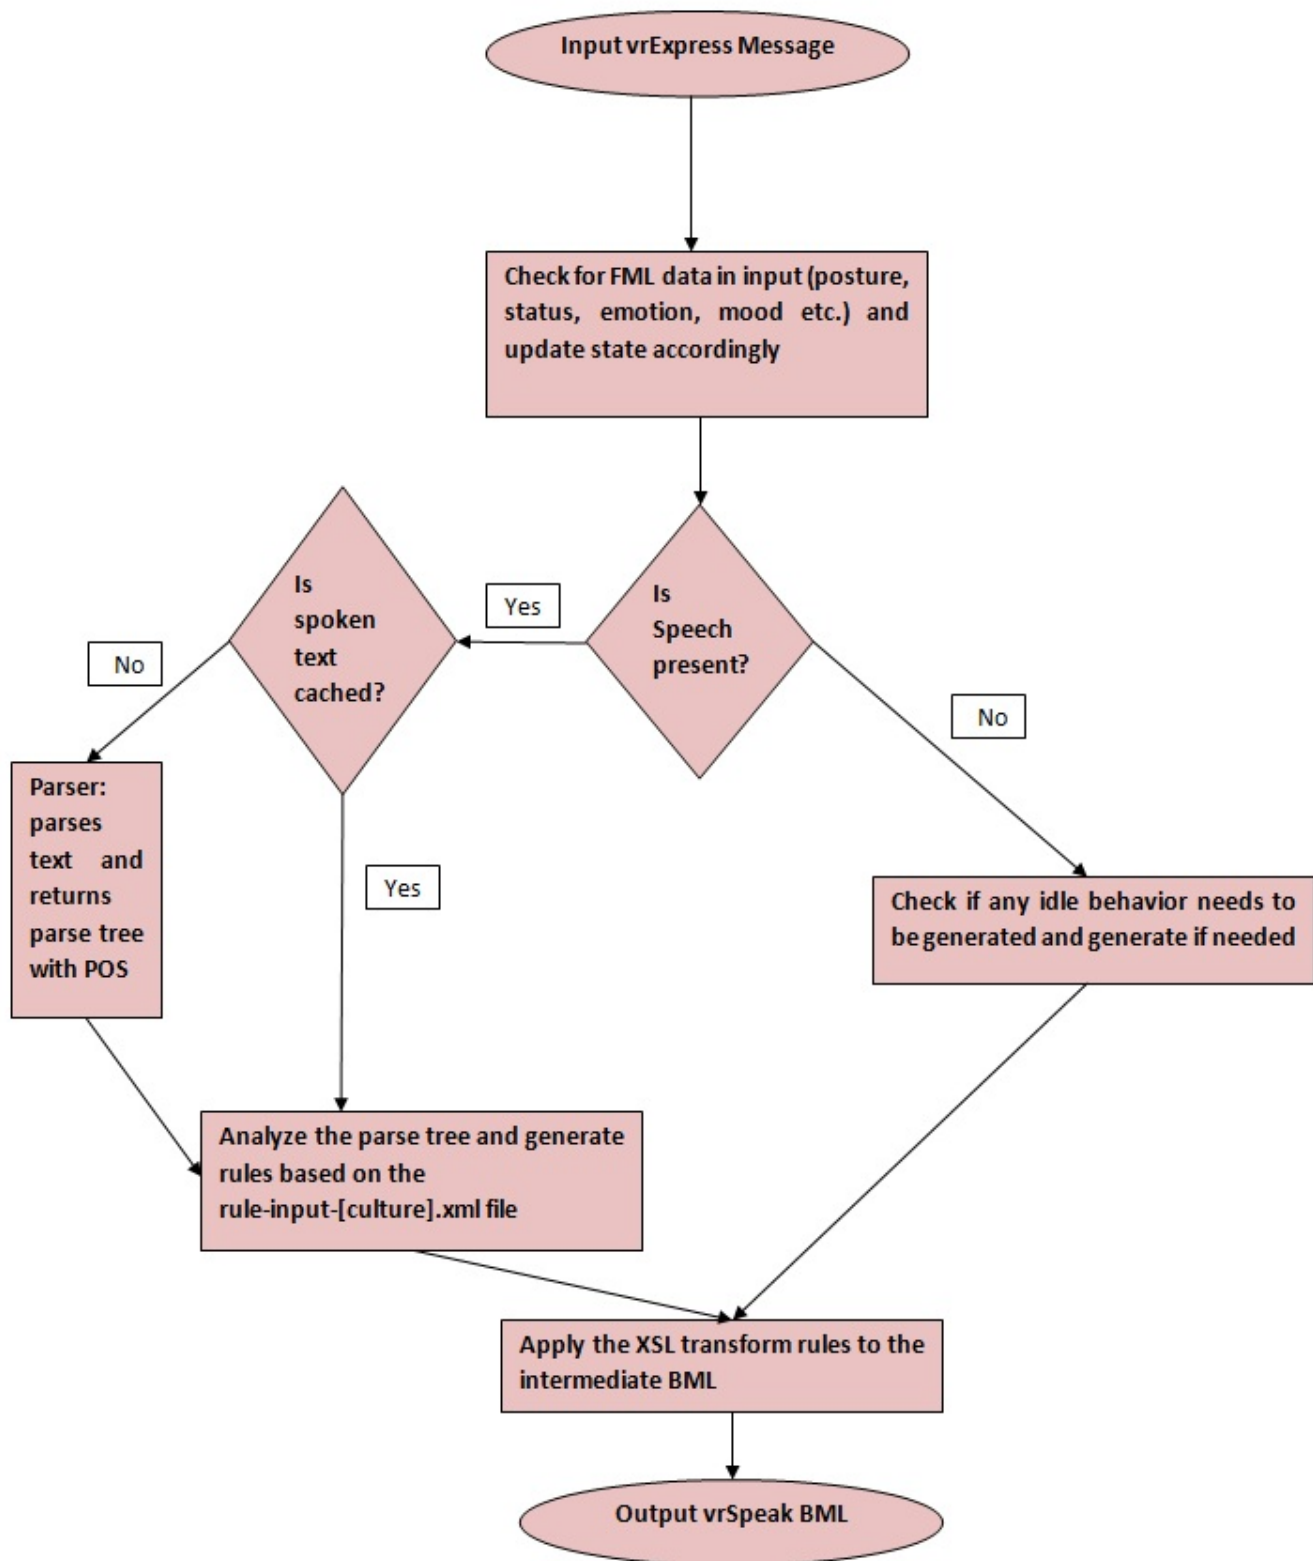 Input vrExpress Message
Check for FML data in input (posture,
status, emotion, mood etc.) and
update state accordingly
Is
spoken
text
cached?
Yes
Is
Speech
present?
No
No
Parser:
parses
text and
returns
parse tree
with POS
Yes
Check if any idle behavior needs to
be generated and generate if needed
Analyze the parse tree and generate
rules based on the
rule-input-[culture].xml file
Apply the XSL transform rules to the
intermediate BML
Output vrSpeak BML